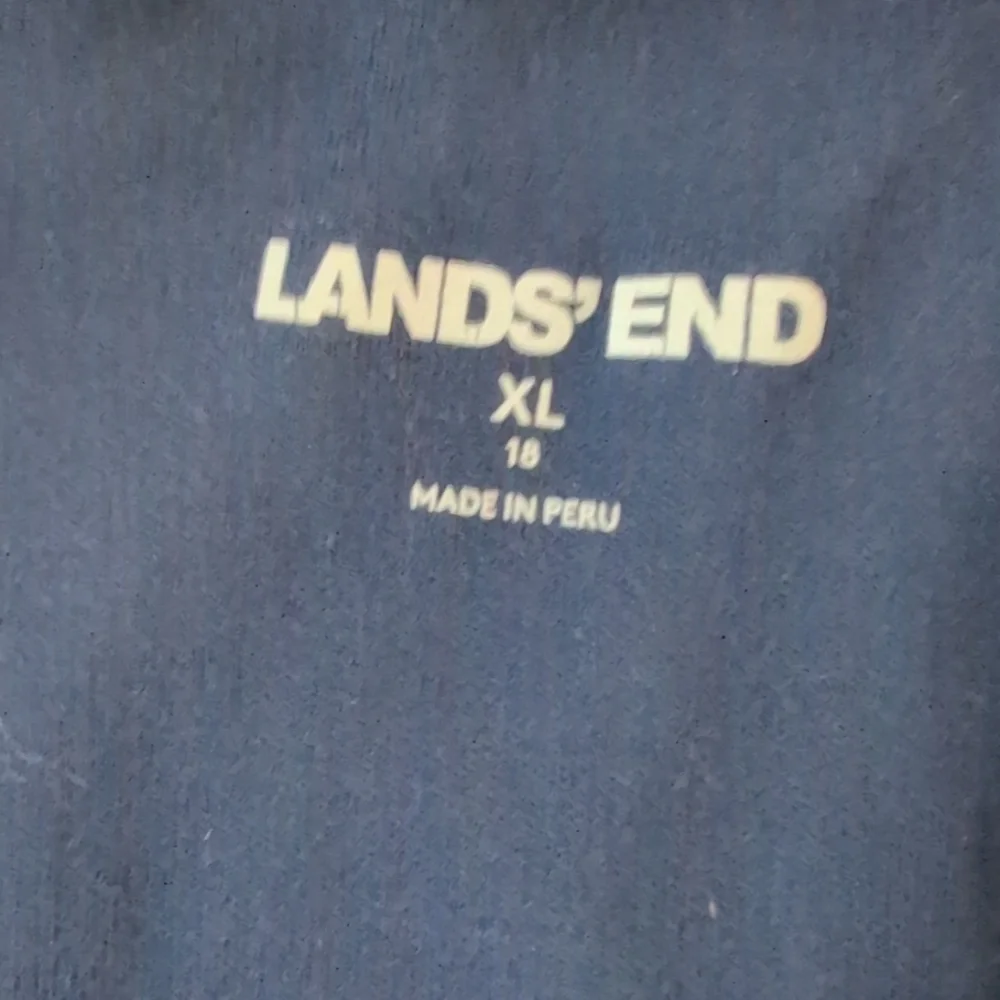 LANDS' END
XL
18
MADE IN PERU